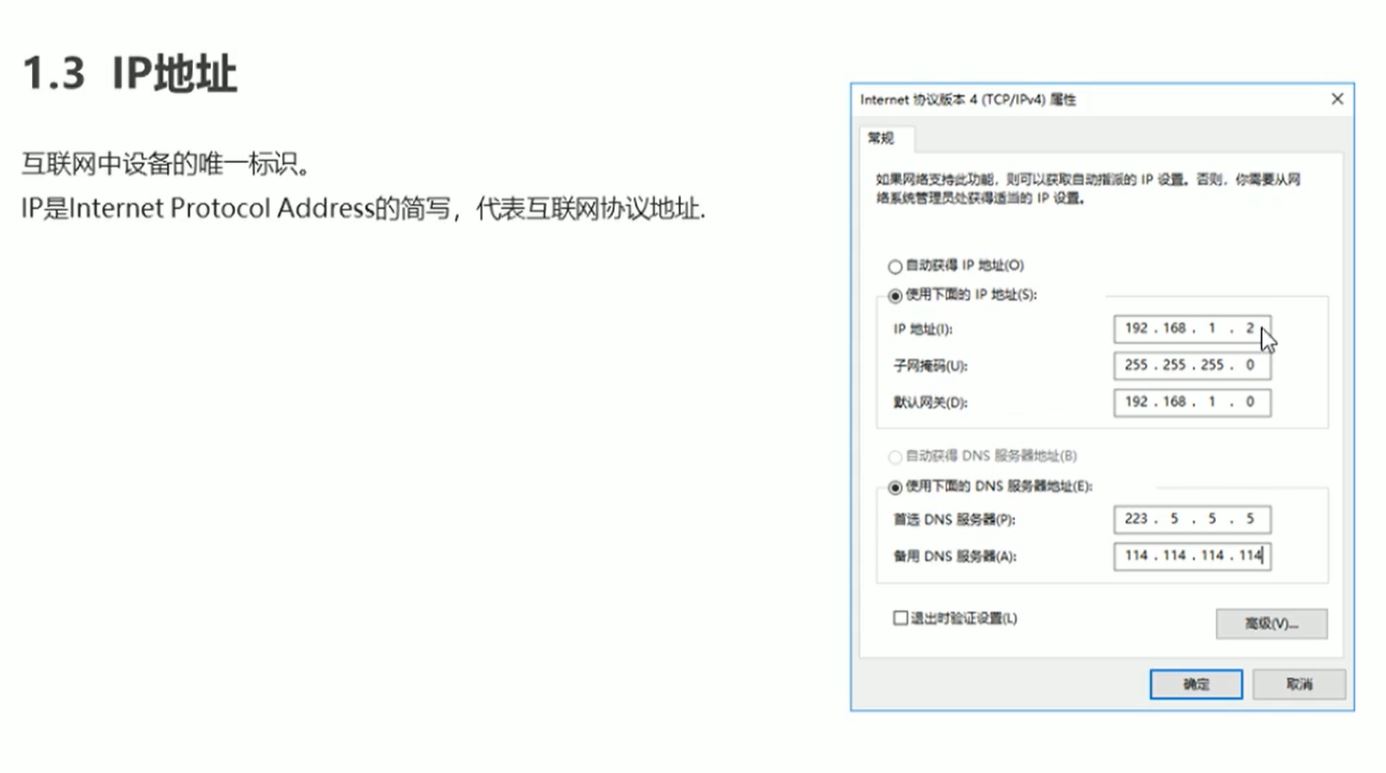 1.3 IP地址
互联网中设备的唯一标识。
IP是Internet Protocol Address的简写，代表互联网协议地址.
Internet 协议版本 4 (TCP/IPv4) 属性
常规
如果网络支持此功能，则可以获取自动指派的 IP 设置。否则，你需要从网
络系统管理员处获得适当的 IP 设置。
自动获得 IP 地址(O)
使用下面的 IP 地址(S):
IP 地址(I): 192 . 168 . 1 . 2
子网掩码(U): 255 . 255 . 255 . 0
默认网关(D): 192 . 168 . 1 . 0
自动获得 DNS 服务器地址(B)
使用下面的 DNS 服务器地址(E):
首选 DNS 服务器(P): 223 . 5 . 5 . 5
备用 DNS 服务器(A): 114 . 114 . 114 . 114
退出时验证设置(L)
高级(V)...
确定 取消